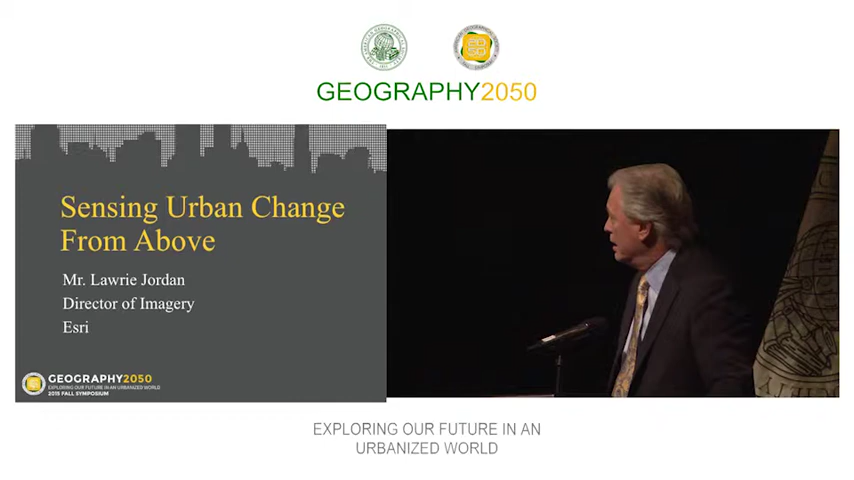 GEOGRAPHY2050
Sensing Urban Change
From Above
Mr. Lawrie Jordan
Director of Imagery
Esri
GEOGRAPHY2050
EXPLORING OUR FUTURE IN AN URBANIZED WORLD
2015 FALL SYMPOSIUM
EXPLORING OUR FUTURE IN AN
URBANIZED WORLD